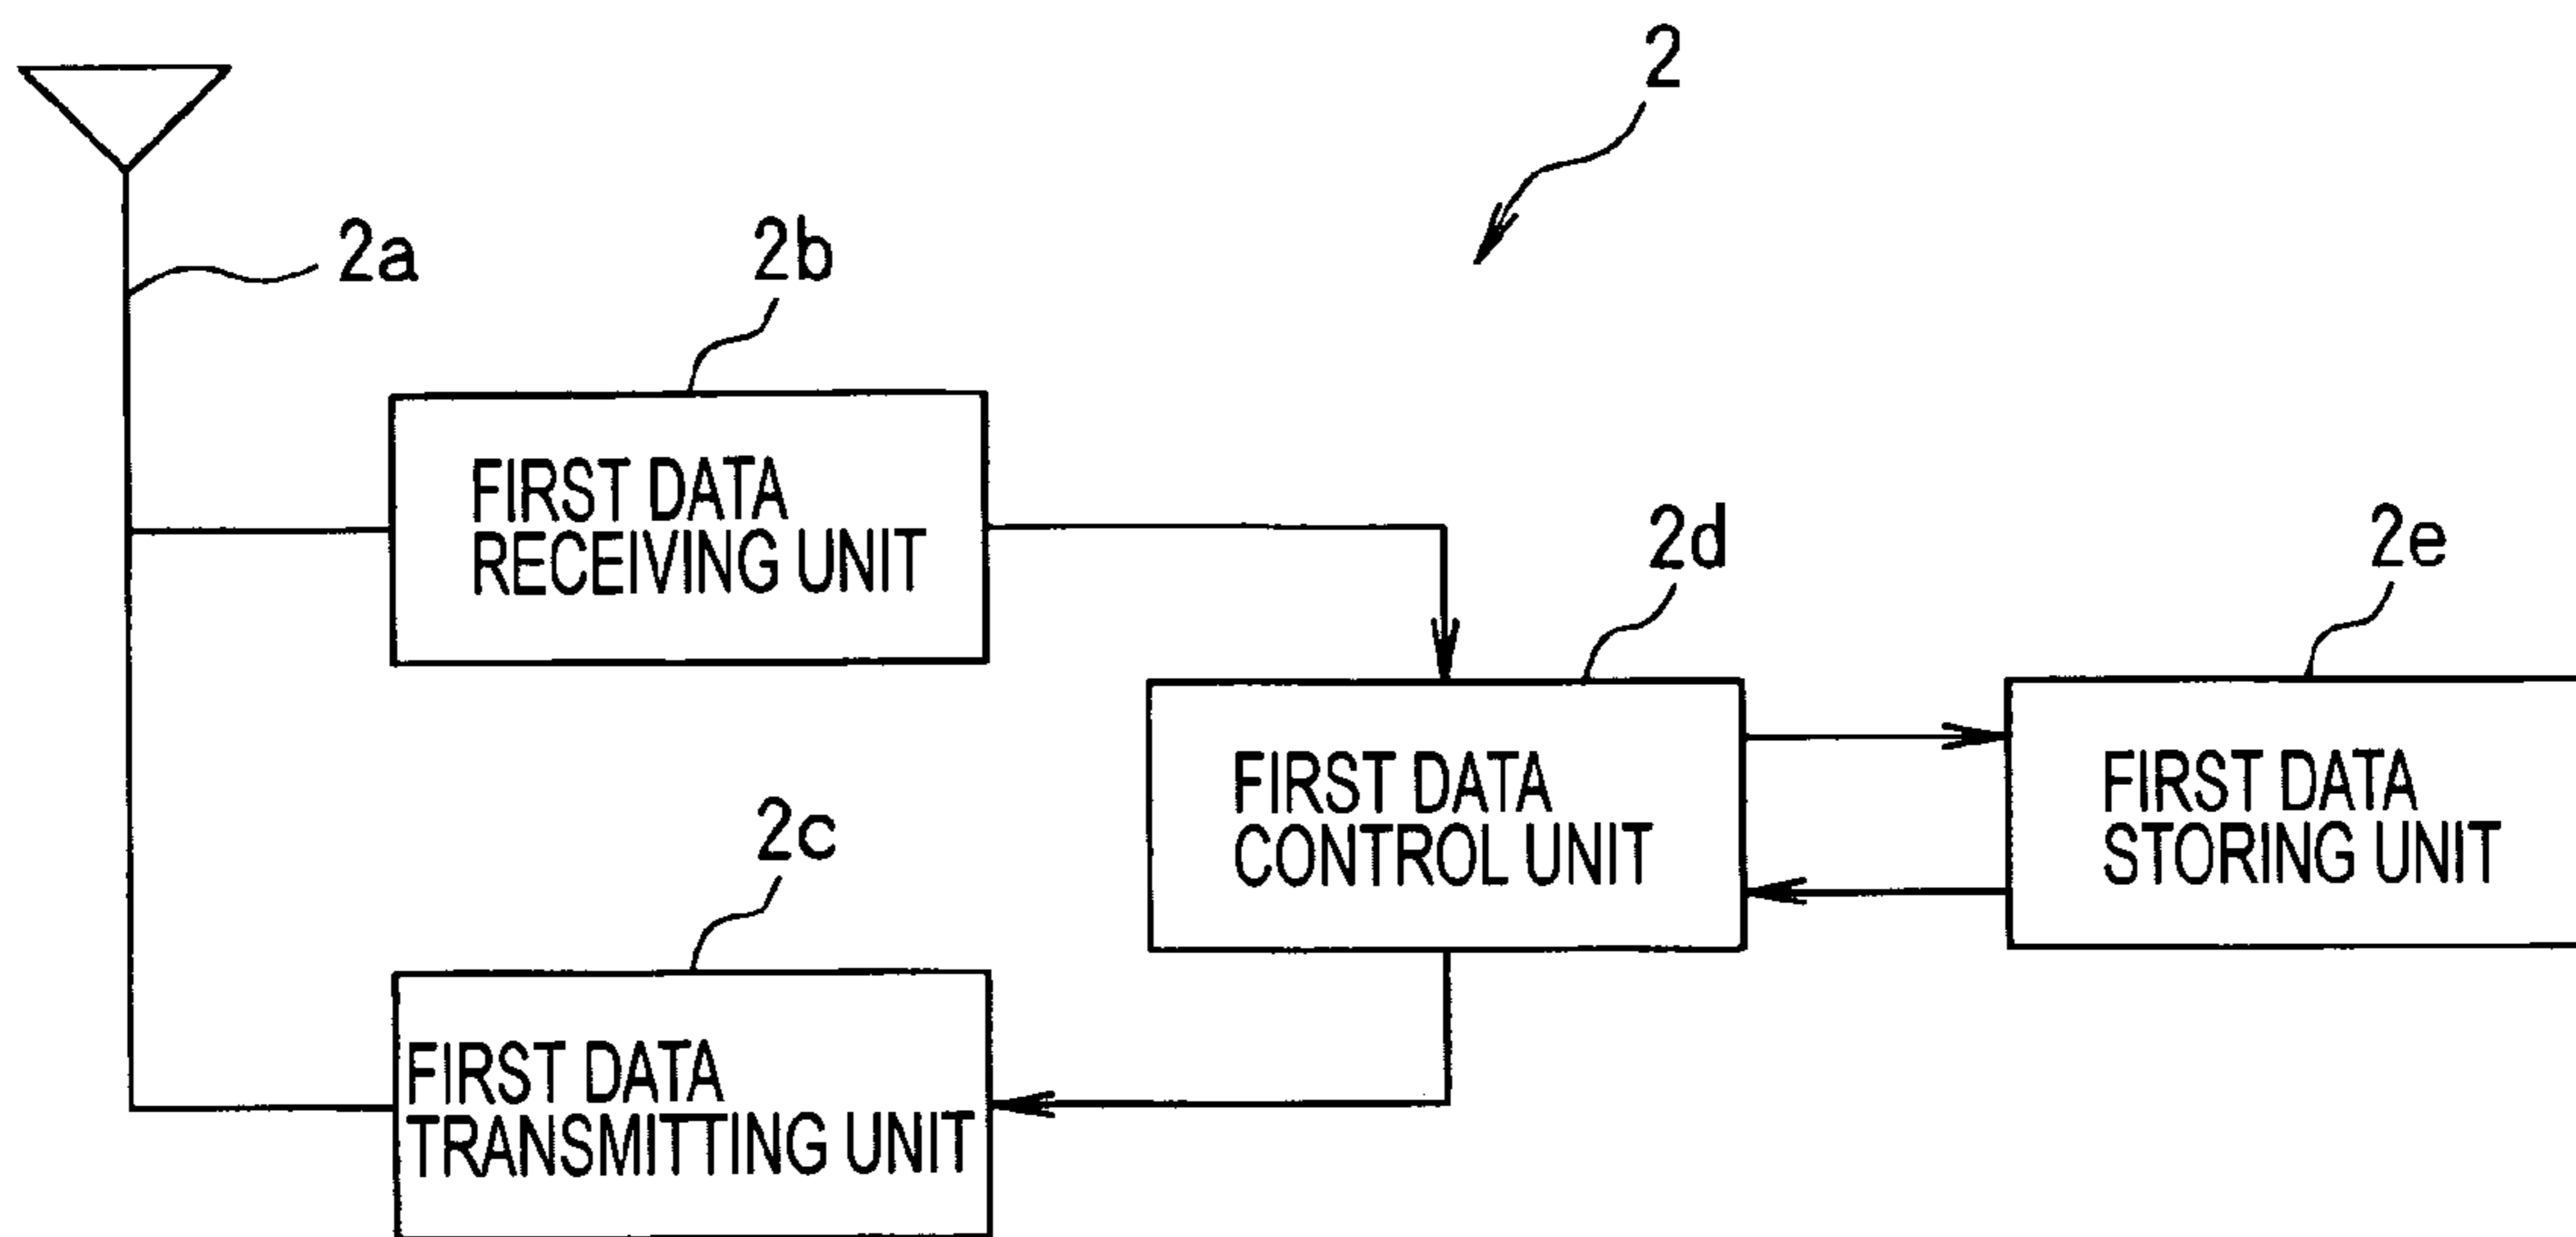 2
2a
2b
FIRST DATA
RECEIVING UNIT
2d
FIRST DATA
CONTROL UNIT
2e
FIRST DATA
STORING UNIT
2c
FIRST DATA
TRANSMITTING UNIT